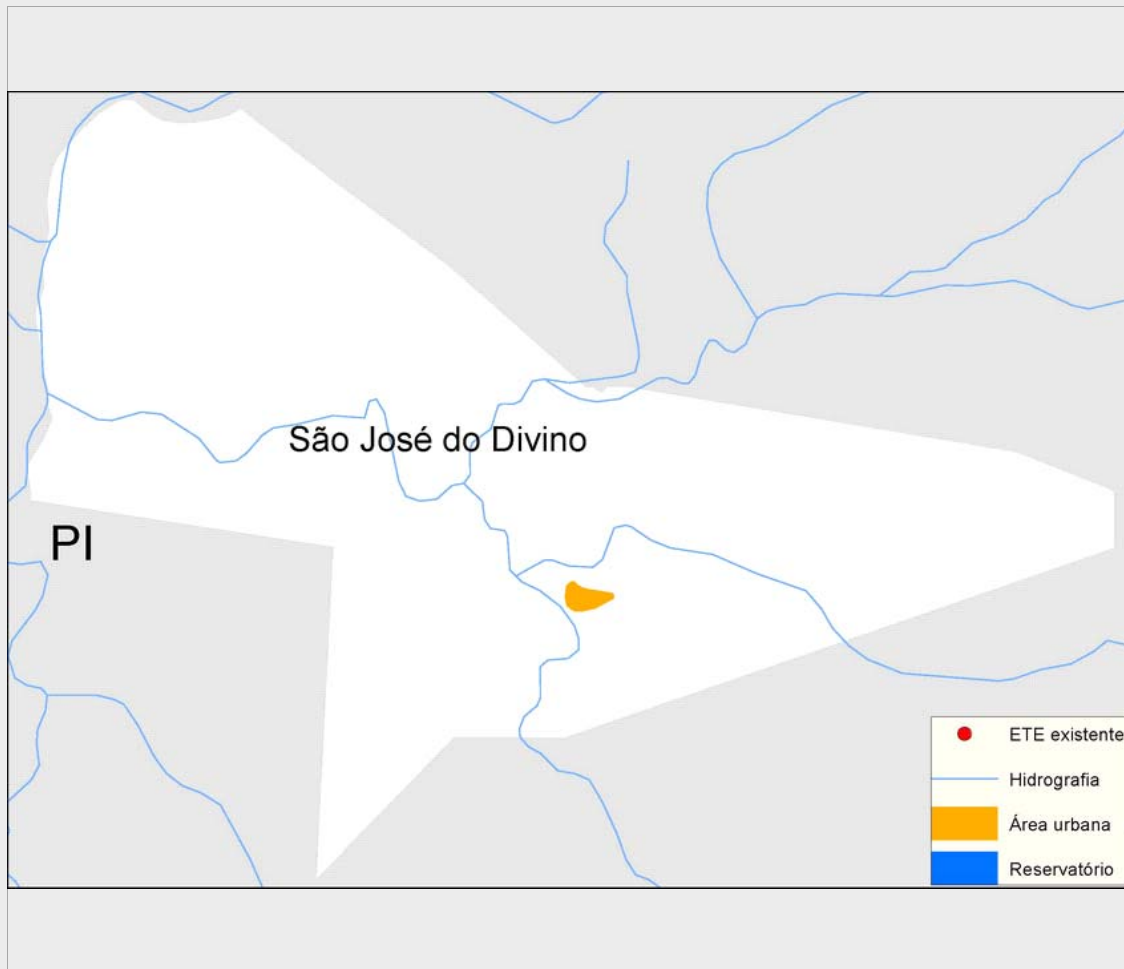 São José do Divino
PI
ETE existente
Hidrografia
Área urbana
Reservatório